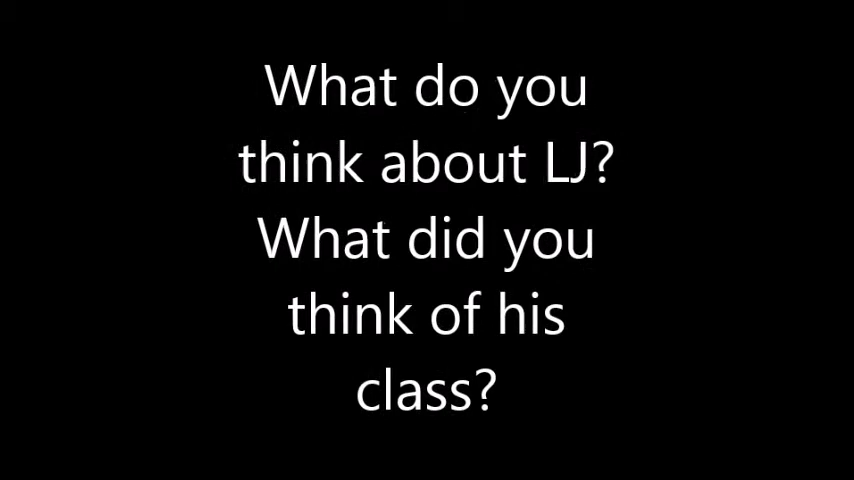 What do you
think about LJ?
What did you
think of his
class?